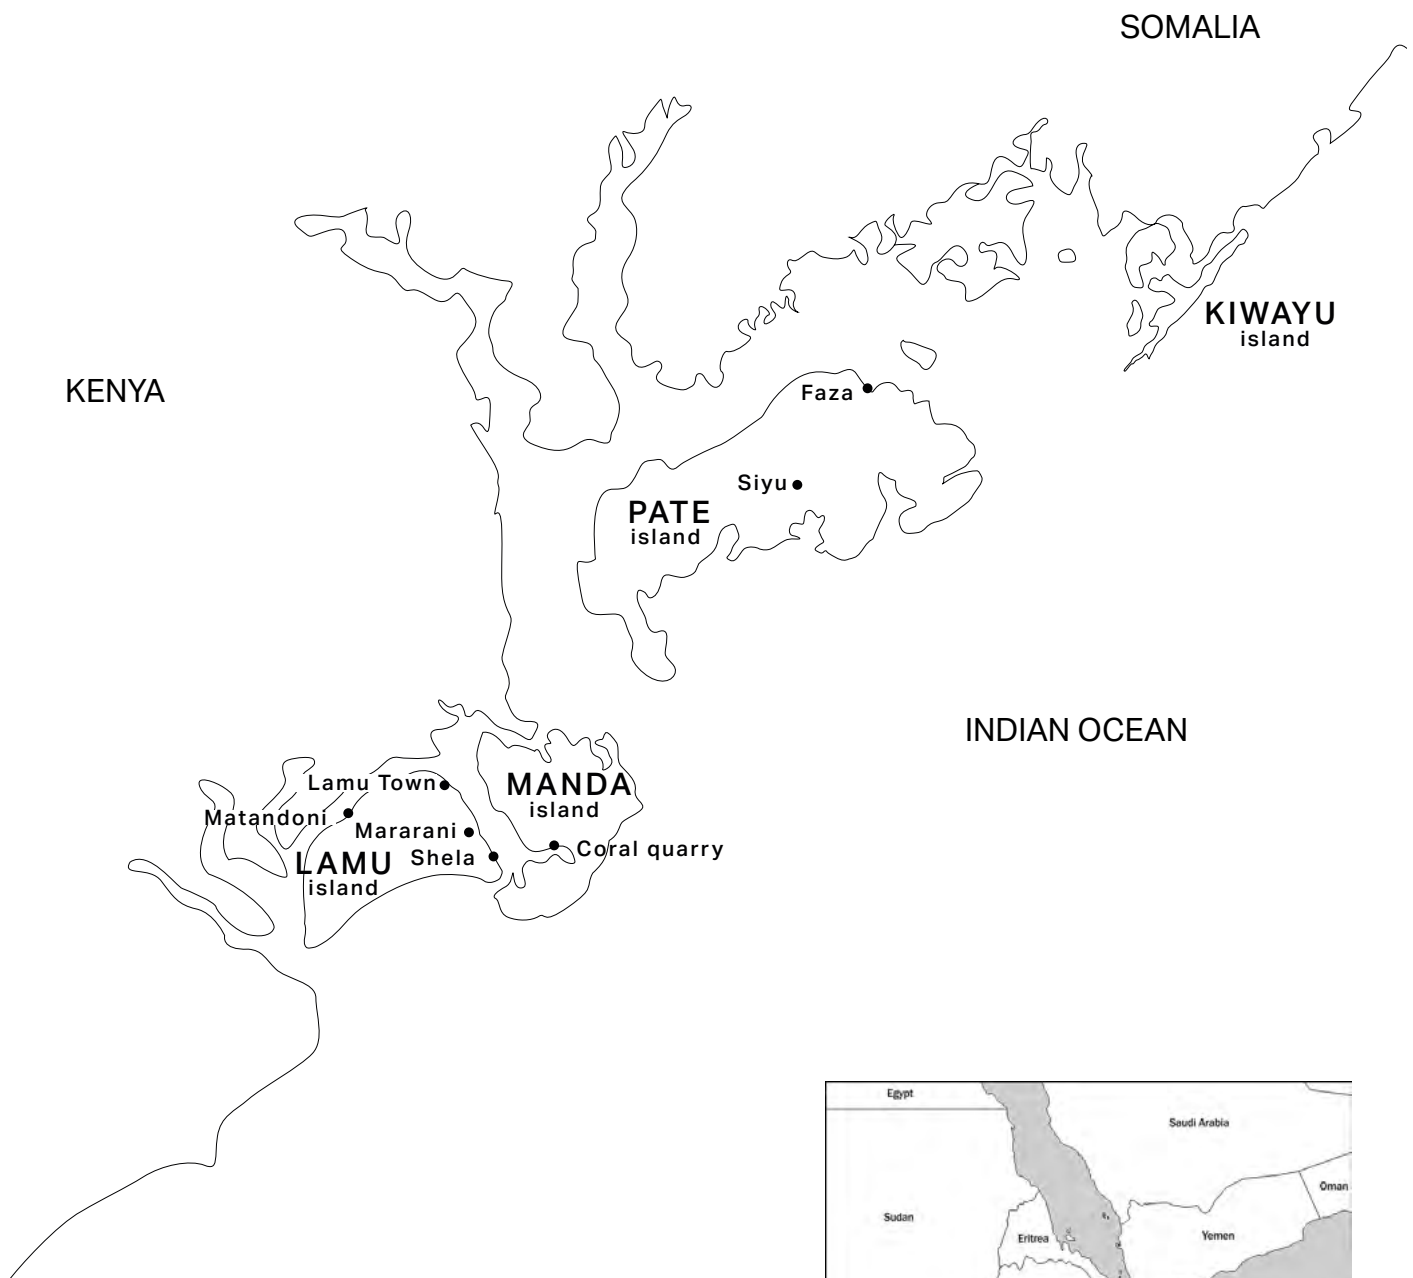 SOMALIA
KIWAYU
island
KENYA
Faza
Siyu
PATE
island
INDIAN OCEAN
Lamu Town
MANDA
island
Matandoni
Mararani
Coral quarry
Shela
LAMU
island
Egypt
Saudi Arabia
Oman
Sudan
Eritrea
Yemen